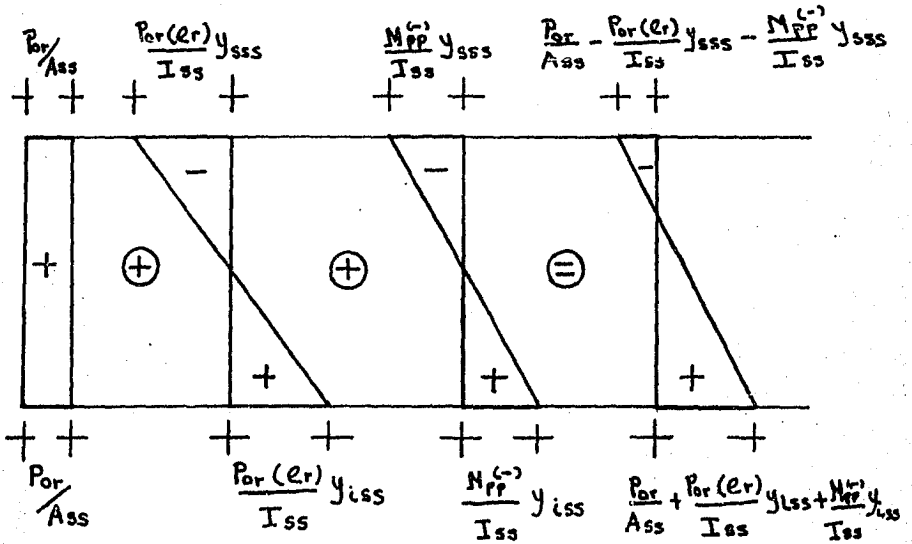 Por/Ass
Por(er)/Iss ysss
Mpp(-)/Iss ysss
Por/Ass - Por(er)/Iss ysss - Mpp(-)/Iss ysss
- - -
+ + + =
+ + +
Por/Ass
Por(er)/Iss yiss
Mpp(-)/Iss yiss
Por/Ass + Por(er)/Iss yiss + Mpp(-)/Iss yiss